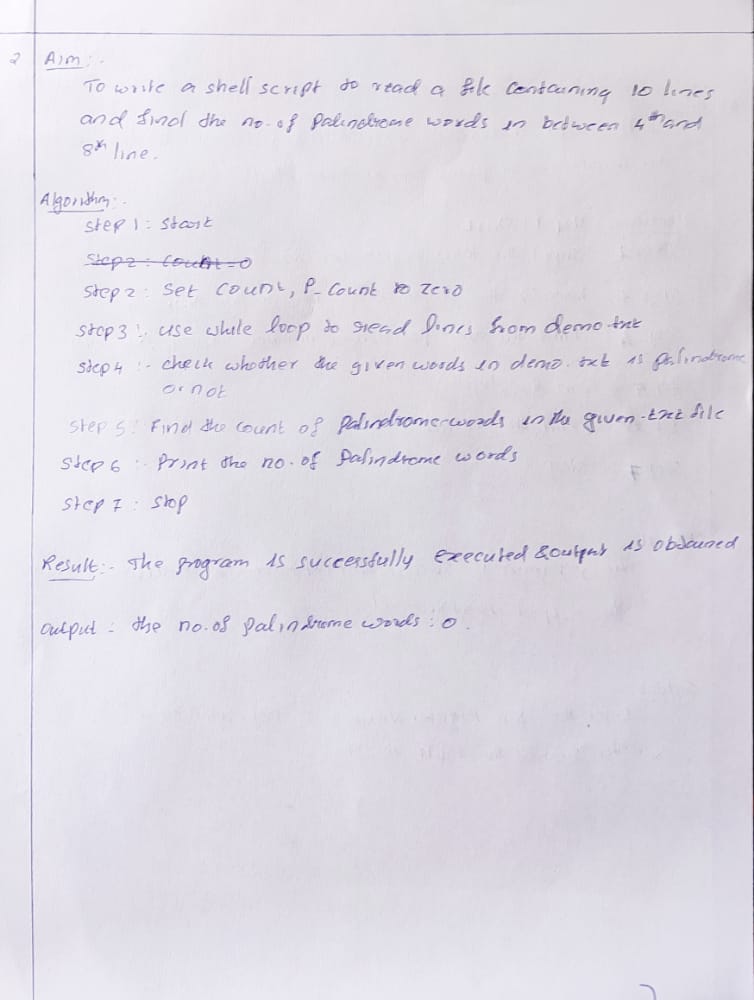 2 Aim :-
To write a shell script to read a file containing 10 lines
and find the no. of palindrome words in between 4th and
8th line.
Algorithm :-
Step 1 : Start
Step 2 : Count = 0
Step 2 : Set Count, P_Count to zero
Step 3 :- use while loop to read lines from demo.txt
Step 4 :- check whether the given words in demo.txt is palindrome
or not
Step 5 : Find the count of palindrome words in the given .txt file
Step 6 :- Print the no. of Palindrome words
Step 7 : Stop
Result :- The program is successfully executed & output is obtained
Output : the no. of palindrome words : 0.